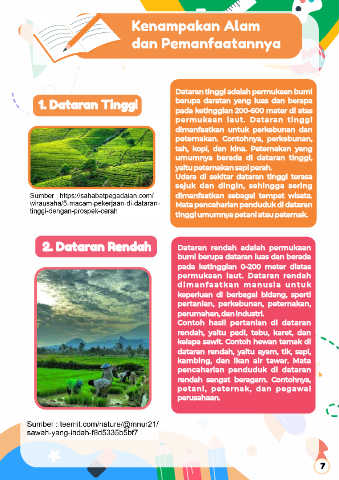 Kenampakan Alam
dan Pemanfaatannya
1. Dataran Tinggi
Sumber : https://sahabatpegadaian.com/
wirausaha/5-macam-pekerjaan-di-dataran-
tinggi-dengan-prospek-cerah
Dataran tinggi adalah permukaan bumi
berupa daratan yang luas dan berapa
pada ketinggian 200-600 meter di atas
permukaan laut. Dataran tinggi
dimanfaatkan untuk perkebunan dan
peternakan. Contohnya, perkebunan,
teh, kopi, dan kina. Peternakan yang
umumnya berada di dataran tinggi,
yaitu peternakan sapi perah.
Udara di sekitar dataran tinggi terasa
sejuk dan dingin, sehingga sering
dimanfaatkan sebagai tempat wisata.
Mata pencaharian penduduk di dataran
tinggi umumnya petani atau peternak.
2. Dataran Rendah
Sumber : teernit.com/nature/@mnur21/
sawah-yang-indah-f9d5335b5bf7
Dataran rendah adalah permukaan
bumi berupa dataran luas dan berada
pada ketinggian 0-200 meter diatas
permukaan laut. Dataran rendah
dimanfaatkan manusia untuk
keperluan di berbagai bidang, sperti
pertanian, perkebunan, peternakan,
perumahan, dan industri.
Contoh hasil pertanian di dataran
rendah, yaitu padi, tebu, karet, dan
kelapa sawit. Contoh hewan ternak di
dataran rendah, yaitu ayam, tik, sapi,
kambing, dan ikan air tawar. Mata
pencaharian penduduk di dataran
rendah sangat beragam. Contohnya,
petani, peternak, dan pegawai
perusahaan.
7